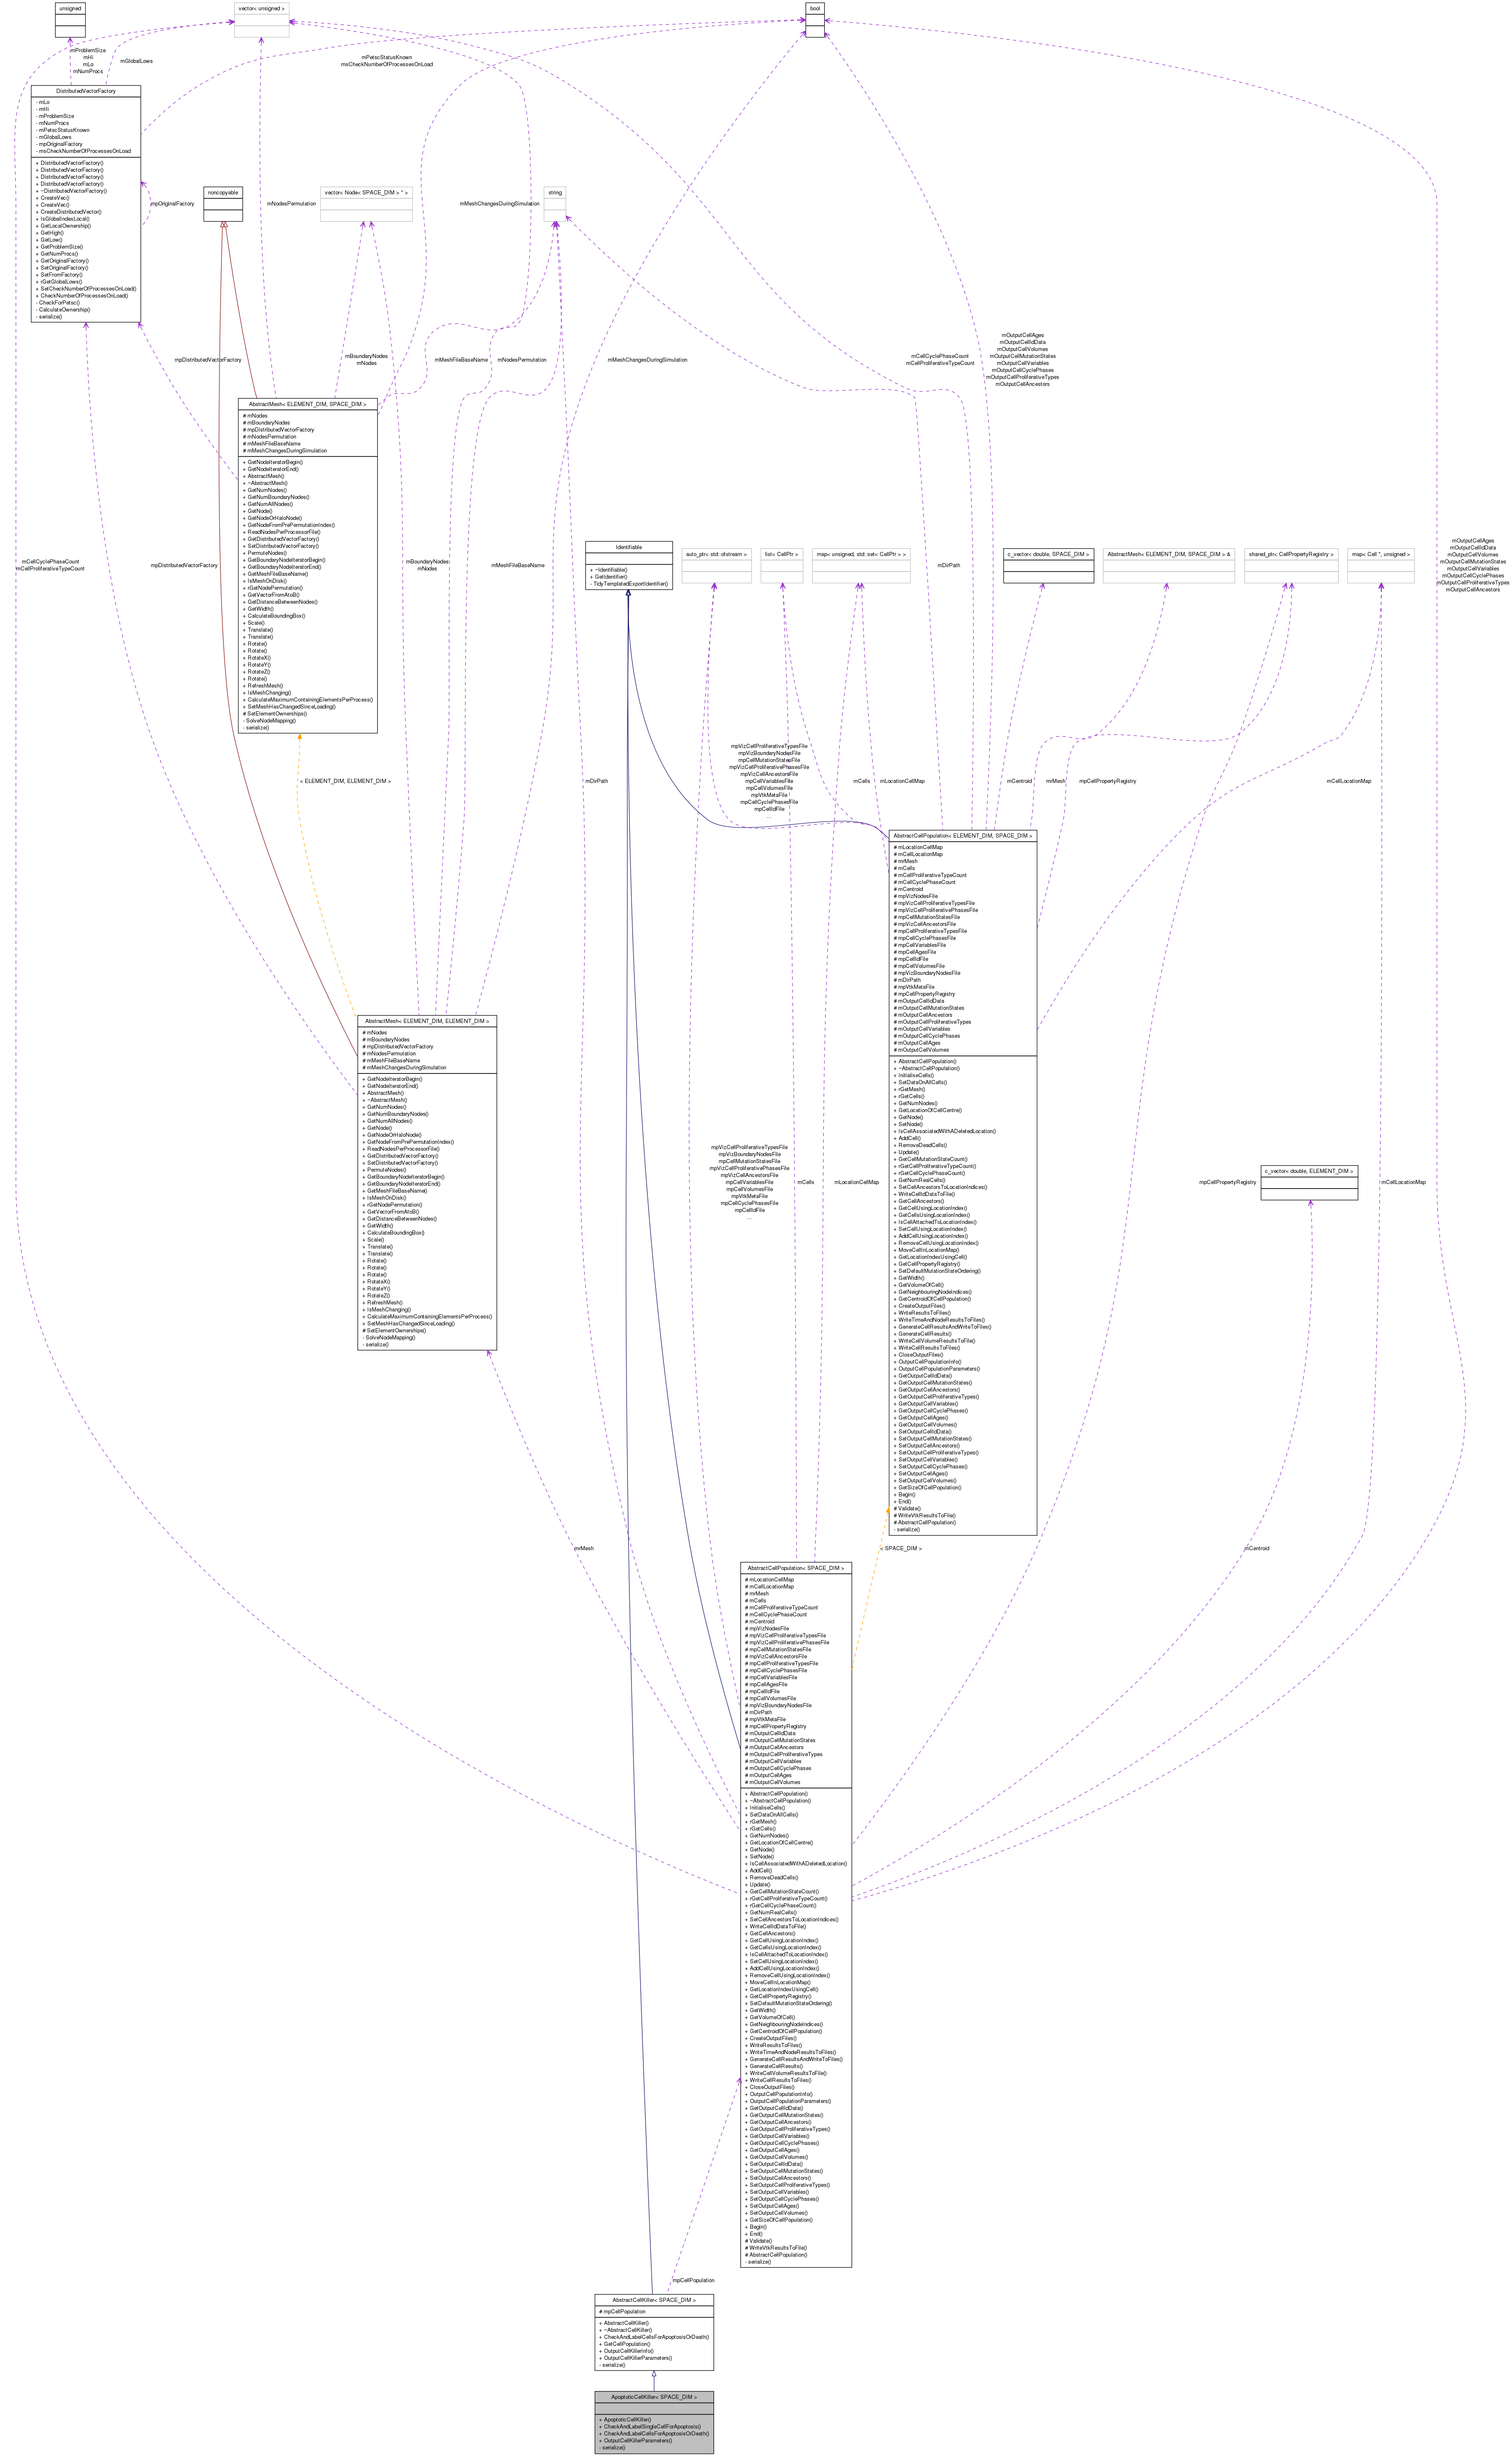 unsigned
vector< unsigned >
bool
mProblemSize
mHi
mLo
mNumProcs
mGlobalLows
mPetscStatusKnown
msCheckNumberOfProcessesOnLoad
DistributedVectorFactory
- mLo
- mHi
- mProblemSize
- mNumProcs
- mPetscStatusKnown
- mGlobalLows
- mpOriginalFactory
- msCheckNumberOfProcessesOnLoad
+ DistributedVectorFactory()
+ DistributedVectorFactory()
+ DistributedVectorFactory()
+ DistributedVectorFactory()
+ ~DistributedVectorFactory()
+ CreateVec()
+ CreateVec()
+ CreateDistributedVector()
+ IsGlobalIndexLocal()
+ GetLocalOwnership()
+ GetHigh()
+ GetLow()
+ GetProblemSize()
+ GetNumProcs()
+ GetOriginalFactory()
+ SetOriginalFactory()
+ SetFromFactory()
+ rGetGlobalLows()
+ SetCheckNumberOfProcessesOnLoad()
+ CheckNumberOfProcessesOnLoad()
- CheckForPetsc()
- CalculateOwnership()
- serialize()
mpOriginalFactory
noncopyable
mNodesPermutation
vector< Node< SPACE_DIM > * >
mMeshChangesDuringSimulation
string
mpDistributedVectorFactory
mBoundaryNodes
mNodes
mMeshFileBaseName
mNodesPermutation
mMeshChangesDuringSimulation
mCellCyclePhaseCount
mCellProliferativeTypeCount
mOutputCellAges
mOutputCellIdData
mOutputCellVolumes
mOutputCellMutationStates
mOutputCellVariables
mOutputCellCyclePhases
mOutputCellProliferativeTypes
mOutputCellAncestors
AbstractMesh< ELEMENT_DIM, SPACE_DIM >
# mNodes
# mBoundaryNodes
# mpDistributedVectorFactory
# mNodesPermutation
# mMeshFileBaseName
# mMeshChangesDuringSimulation
+ GetNodeIteratorBegin()
+ GetNodeIteratorEnd()
+ AbstractMesh()
+ ~AbstractMesh()
+ GetNumNodes()
+ GetNumBoundaryNodes()
+ GetNumAllNodes()
+ GetNode()
+ GetNodeOrHaloNode()
+ GetNodeFromPrePermutationIndex()
+ ReadNodesPerProcessorFile()
+ GetDistributedVectorFactory()
+ SetDistributedVectorFactory()
+ PermuteNodes()
+ GetBoundaryNodeIteratorBegin()
+ GetBoundaryNodeIteratorEnd()
+ GetMeshFileBaseName()
+ IsMeshOnDisk()
+ rGetNodePermutation()
+ GetVectorFromAtoB()
+ GetDistanceBetweenNodes()
+ GetWidth()
+ CalculateBoundingBox()
+ Scale()
+ Translate()
+ Translate()
+ Rotate()
+ Rotate()
+ RotateX()
+ RotateY()
+ RotateZ()
+ Rotate()
+ RefreshMesh()
+ IsMeshChanging()
+ CalculateMaximumContainingElementsPerProcess()
+ SetMeshHasChangedSinceLoading()
# SetElementOwnerships()
- SolveNodeMapping()
- serialize()
mCellCyclePhaseCount
mCellProliferativeTypeCount
mpDistributedVectorFactory
mBoundaryNodes
mNodes
mMeshFileBaseName
Identifiable
+ ~Identifiable()
+ GetIdentifier()
- TidyTemplatedExportIdentifier()
auto_ptr< std::ofstream >
list< CellPtr >
map< unsigned, std::set< CellPtr > >
mDirPath
c_vector< double, SPACE_DIM >
AbstractMesh< ELEMENT_DIM, SPACE_DIM > &
shared_ptr< CellPropertyRegistry >
map< Cell *, unsigned >
mOutputCellAges
mOutputCellIdData
mOutputCellVolumes
mOutputCellMutationStates
mOutputCellVariables
mOutputCellCyclePhases
mOutputCellProliferativeTypes
mOutputCellAncestors
< ELEMENT_DIM, ELEMENT_DIM >
mDirPath
mpVizCellProliferativeTypesFile
mpVizBoundaryNodesFile
mpCellMutationStatesFile
mpVizCellProliferativePhasesFile
mpVizCellAncestorsFile
mpCellVariablesFile
mpCellVolumesFile
mpVtkMetaFile
mpCellCyclePhasesFile
mpCellIdFile
...
mCells
mLocationCellMap
mCentroid
mrMesh
mpCellPropertyRegistry
mCellLocationMap
AbstractCellPopulation< ELEMENT_DIM, SPACE_DIM >
# mLocationCellMap
# mCellLocationMap
# mrMesh
# mCells
# mCellProliferativeTypeCount
# mCellCyclePhaseCount
# mCentroid
# mpVizNodesFile
# mpVizCellProliferativeTypesFile
# mpVizCellProliferativePhasesFile
# mpCellMutationStatesFile
# mpVizCellAncestorsFile
# mpCellProliferativeTypesFile
# mpCellCyclePhasesFile
# mpCellVariablesFile
# mpCellAgesFile
# mpCellIdFile
# mpCellVolumesFile
# mpVizBoundaryNodesFile
# mDirPath
# mpVtkMetaFile
# mpCellPropertyRegistry
# mOutputCellIdData
# mOutputCellMutationStates
# mOutputCellAncestors
# mOutputCellProliferativeTypes
# mOutputCellVariables
# mOutputCellCyclePhases
# mOutputCellAges
# mOutputCellVolumes
+ AbstractCellPopulation()
+ ~AbstractCellPopulation()
+ InitialiseCells()
+ SetDataOnAllCells()
+ rGetMesh()
+ rGetCells()
+ GetNumNodes()
+ GetLocationOfCellCentre()
+ GetNode()
+ SetNode()
+ IsCellAssociatedWithADeletedLocation()
+ AddCell()
+ RemoveDeadCells()
+ Update()
+ GetCellMutationStateCount()
+ rGetCellProliferativeTypeCount()
+ rGetCellCyclePhaseCount()
+ GetNumRealCells()
+ SetCellAncestorsToLocationIndices()
+ WriteCellIdDataToFile()
+ GetCellAncestors()
+ GetCellUsingLocationIndex()
+ GetCellsUsingLocationIndex()
+ IsCellAttachedToLocationIndex()
+ SetCellUsingLocationIndex()
+ AddCellUsingLocationIndex()
+ RemoveCellUsingLocationIndex()
+ MoveCellInLocationMap()
+ GetLocationIndexUsingCell()
+ GetCellPropertyRegistry()
+ SetDefaultMutationStateOrdering()
+ GetWidth()
+ GetVolumeOfCell()
+ GetNeighbouringNodeIndices()
+ GetCentroidOfCellPopulation()
+ CreateOutputFiles()
+ WriteResultsToFiles()
+ WriteTimeAndNodeResultsToFiles()
+ GenerateCellResultsAndWriteToFiles()
+ GenerateCellResults()
+ WriteCellVolumeResultsToFile()
+ WriteCellResultsToFiles()
+ CloseOutputFiles()
+ OutputCellPopulationInfo()
+ OutputCellPopulationParameters()
+ GetOutputCellIdData()
+ GetOutputCellMutationStates()
+ GetOutputCellAncestors()
+ GetOutputCellProliferativeTypes()
+ GetOutputCellVariables()
+ GetOutputCellCyclePhases()
+ GetOutputCellAges()
+ GetOutputCellVolumes()
+ SetOutputCellIdData()
+ SetOutputCellMutationStates()
+ SetOutputCellAncestors()
+ SetOutputCellProliferativeTypes()
+ SetOutputCellVariables()
+ SetOutputCellCyclePhases()
+ SetOutputCellAges()
+ SetOutputCellVolumes()
+ GetSizeOfCellPopulation()
+ Begin()
+ End()
# Validate()
# WriteVtkResultsToFile()
# AbstractCellPopulation()
- serialize()
AbstractMesh< ELEMENT_DIM, ELEMENT_DIM >
# mNodes
# mBoundaryNodes
# mpDistributedVectorFactory
# mNodesPermutation
# mMeshFileBaseName
# mMeshChangesDuringSimulation
+ GetNodeIteratorBegin()
+ GetNodeIteratorEnd()
+ AbstractMesh()
+ ~AbstractMesh()
+ GetNumNodes()
+ GetNumBoundaryNodes()
+ GetNumAllNodes()
+ GetNode()
+ GetNodeOrHaloNode()
+ GetNodeFromPrePermutationIndex()
+ ReadNodesPerProcessorFile()
+ GetDistributedVectorFactory()
+ SetDistributedVectorFactory()
+ PermuteNodes()
+ GetBoundaryNodeIteratorBegin()
+ GetBoundaryNodeIteratorEnd()
+ GetMeshFileBaseName()
+ IsMeshOnDisk()
+ rGetNodePermutation()
+ GetVectorFromAtoB()
+ GetDistanceBetweenNodes()
+ GetWidth()
+ CalculateBoundingBox()
+ Scale()
+ Translate()
+ Translate()
+ Rotate()
+ Rotate()
+ Rotate()
+ RotateX()
+ RotateY()
+ RotateZ()
+ RefreshMesh()
+ IsMeshChanging()
+ CalculateMaximumContainingElementsPerProcess()
+ SetMeshHasChangedSinceLoading()
# SetElementOwnerships()
- SolveNodeMapping()
- serialize()
mpVizCellProliferativeTypesFile
mpVizBoundaryNodesFile
mpCellMutationStatesFile
mpVizCellProliferativePhasesFile
mpVizCellAncestorsFile
mpCellVariablesFile
mpCellVolumesFile
mpVtkMetaFile
mpCellCyclePhasesFile
mpCellIdFile
...
mCells
mLocationCellMap
mpCellPropertyRegistry
c_vector< double, ELEMENT_DIM >
mCellLocationMap
mrMesh
< SPACE_DIM >
mCentroid
AbstractCellPopulation< SPACE_DIM >
# mLocationCellMap
# mCellLocationMap
# mrMesh
# mCells
# mCellProliferativeTypeCount
# mCellCyclePhaseCount
# mCentroid
# mpVizNodesFile
# mpVizCellProliferativeTypesFile
# mpVizCellProliferativePhasesFile
# mpCellMutationStatesFile
# mpVizCellAncestorsFile
# mpCellProliferativeTypesFile
# mpCellCyclePhasesFile
# mpCellVariablesFile
# mpCellAgesFile
# mpCellIdFile
# mpCellVolumesFile
# mpVizBoundaryNodesFile
# mDirPath
# mpVtkMetaFile
# mpCellPropertyRegistry
# mOutputCellIdData
# mOutputCellMutationStates
# mOutputCellAncestors
# mOutputCellProliferativeTypes
# mOutputCellVariables
# mOutputCellCyclePhases
# mOutputCellAges
# mOutputCellVolumes
+ AbstractCellPopulation()
+ ~AbstractCellPopulation()
+ InitialiseCells()
+ SetDataOnAllCells()
+ rGetMesh()
+ rGetCells()
+ GetNumNodes()
+ GetLocationOfCellCentre()
+ GetNode()
+ SetNode()
+ IsCellAssociatedWithADeletedLocation()
+ AddCell()
+ RemoveDeadCells()
+ Update()
+ GetCellMutationStateCount()
+ rGetCellProliferativeTypeCount()
+ rGetCellCyclePhaseCount()
+ GetNumRealCells()
+ SetCellAncestorsToLocationIndices()
+ WriteCellIdDataToFile()
+ GetCellAncestors()
+ GetCellUsingLocationIndex()
+ GetCellsUsingLocationIndex()
+ IsCellAttachedToLocationIndex()
+ SetCellUsingLocationIndex()
+ AddCellUsingLocationIndex()
+ RemoveCellUsingLocationIndex()
+ MoveCellInLocationMap()
+ GetLocationIndexUsingCell()
+ GetCellPropertyRegistry()
+ SetDefaultMutationStateOrdering()
+ GetWidth()
+ GetVolumeOfCell()
+ GetNeighbouringNodeIndices()
+ GetCentroidOfCellPopulation()
+ CreateOutputFiles()
+ WriteResultsToFiles()
+ WriteTimeAndNodeResultsToFiles()
+ GenerateCellResultsAndWriteToFiles()
+ GenerateCellResults()
+ WriteCellVolumeResultsToFile()
+ WriteCellResultsToFiles()
+ CloseOutputFiles()
+ OutputCellPopulationInfo()
+ OutputCellPopulationParameters()
+ GetOutputCellIdData()
+ GetOutputCellMutationStates()
+ GetOutputCellAncestors()
+ GetOutputCellProliferativeTypes()
+ GetOutputCellVariables()
+ GetOutputCellCyclePhases()
+ GetOutputCellAges()
+ GetOutputCellVolumes()
+ SetOutputCellIdData()
+ SetOutputCellMutationStates()
+ SetOutputCellAncestors()
+ SetOutputCellProliferativeTypes()
+ SetOutputCellVariables()
+ SetOutputCellCyclePhases()
+ SetOutputCellAges()
+ SetOutputCellVolumes()
+ GetSizeOfCellPopulation()
+ Begin()
+ End()
# Validate()
# WriteVtkResultsToFile()
# AbstractCellPopulation()
- serialize()
mpCellPopulation
AbstractCellKiller< SPACE_DIM >
# mpCellPopulation
+ AbstractCellKiller()
+ ~AbstractCellKiller()
+ CheckAndLabelCellsForApoptosisOrDeath()
+ GetCellPopulation()
+ OutputCellKillerInfo()
+ OutputCellKillerParameters()
- serialize()
ApoptoticCellKiller< SPACE_DIM >
+ ApoptoticCellKiller()
+ CheckAndLabelSingleCellForApoptosis()
+ CheckAndLabelCellsForApoptosisOrDeath()
+ OutputCellKillerParameters()
- serialize()